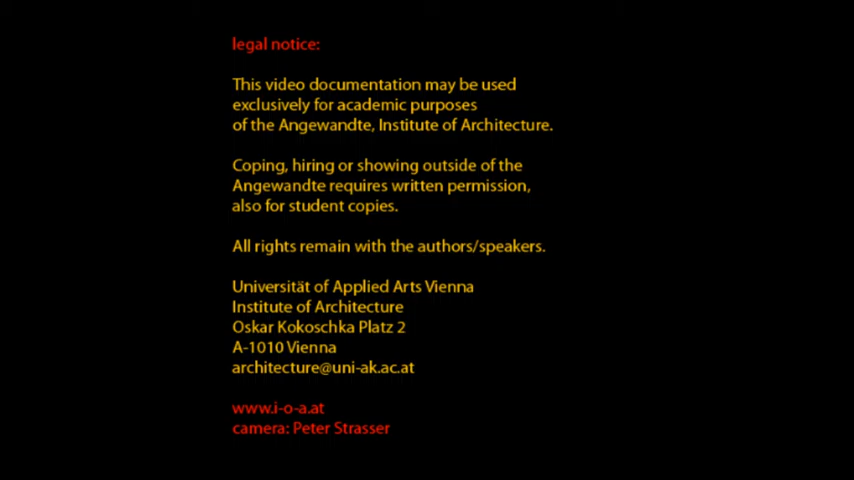 legal notice:
This video documentation may be used
exclusively for academic purposes
of the Angewandte, Institute of Architecture.
Coping, hiring or showing outside of the
Angewandte requires written permission,
also for student copies.
All rights remain with the authors/speakers.
Universität of Applied Arts Vienna
Institute of Architecture
Oskar Kokoschka Platz 2
A-1010 Vienna
architecture@uni-ak.ac.at
www.i-o-a.at
camera: Peter Strasser